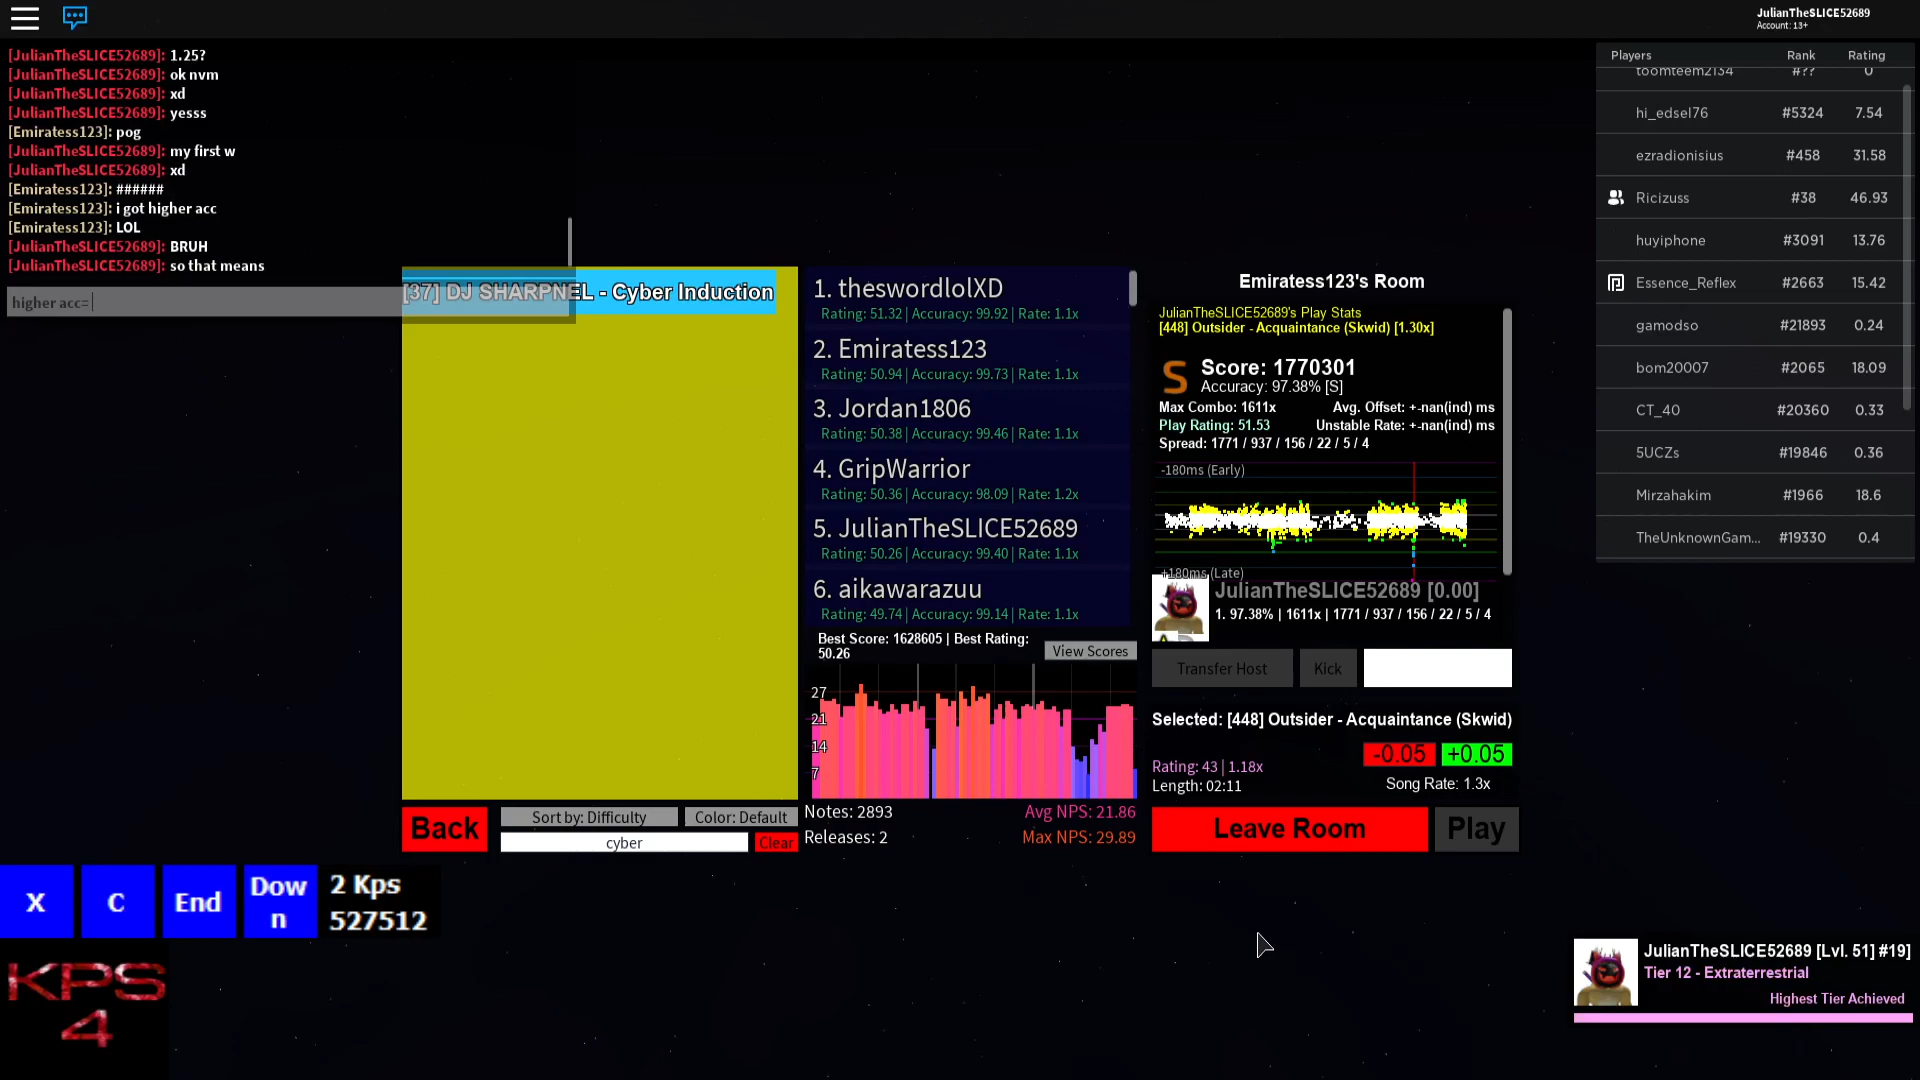 JulianTheSLICE52689
Account: 13+
[JulianTheSLICE52689]: 1.25?
[JulianTheSLICE52689]: ok nvm
[JulianTheSLICE52689]: xd
[JulianTheSLICE52689]: yesss
[Emiratess123]: pog
[JulianTheSLICE52689]: my first w
[JulianTheSLICE52689]: xd
[Emiratess123]: ######
[Emiratess123]: i got higher acc
[Emiratess123]: LOL
[JulianTheSLICE52689]: BRUH
[JulianTheSLICE52689]: so that means
higher acc=
[37] DJ SHARPNEL - Cyber Induction
Back
Sort by: Difficulty
Color: Default
cyber
Clear
1. theswordlolXD
Rating: 51.32 | Accuracy: 99.92 | Rate: 1.1x
2. Emiratess123
Rating: 50.94 | Accuracy: 99.73 | Rate: 1.1x
3. Jordan1806
Rating: 50.38 | Accuracy: 99.46 | Rate: 1.1x
4. GripWarrior
Rating: 50.36 | Accuracy: 98.09 | Rate: 1.2x
5. JulianTheSLICE52689
Rating: 50.26 | Accuracy: 99.40 | Rate: 1.1x
6. aikawarazuu
Rating: 49.74 | Accuracy: 99.14 | Rate: 1.1x
Best Score: 1628605 | Best Rating:
50.26
View Scores
27
21
14
7
Notes: 2893
Avg NPS: 21.86
Releases: 2
Max NPS: 29.89
Emiratess123's Room
JulianTheSLICE52689's Play Stats
[448] Outsider - Acquaintance (Skwid) [1.30x]
S
Score: 1770301
Accuracy: 97.38% [S]
Max Combo: 1611x
Avg. Offset: +-nan(ind) ms
Play Rating: 51.53
Unstable Rate: +-nan(ind) ms
Spread: 1771 / 937 / 156 / 22 / 5 / 4
-180ms (Early)
+180ms (Late)
JulianTheSLICE52689 [0.00]
1. 97.38% | 1611x | 1771 / 937 / 156 / 22 / 5 / 4
Transfer Host
Kick
Selected: [448] Outsider - Acquaintance (Skwid)
-0.05
+0.05
Rating: 43 | 1.18x
Length: 02:11
Song Rate: 1.3x
Leave Room
Play
Players Rank Rating
toomteem2134 #?? 0
hi_edsel76 #5324 7.54
ezradionisius #458 31.58
Ricizuss #38 46.93
huyiphone #3091 13.76
Essence_Reflex #2663 15.42
gamodso #21893 0.24
bom20007 #2065 18.09
CT_40 #20360 0.33
5UCZs #19846 0.36
Mirzahakim #1966 18.6
TheUnknownGam... #19330 0.4
X
C
End
Dow
n
2 Kps
527512
KPS
4
JulianTheSLICE52689 [Lvl. 51] #19]
Tier 12 - Extraterrestrial
Highest Tier Achieved